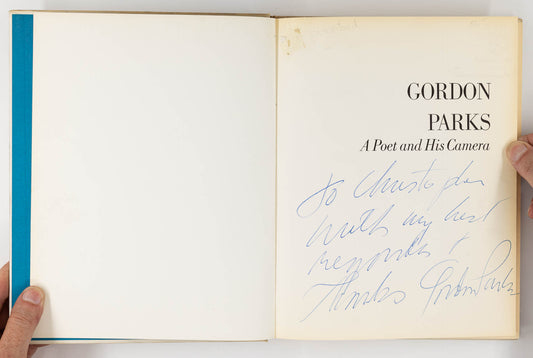 GORDON
PARKS
A Poet and His Camera
To Christopher
With my best
regards +
Thanks Gordon Parks